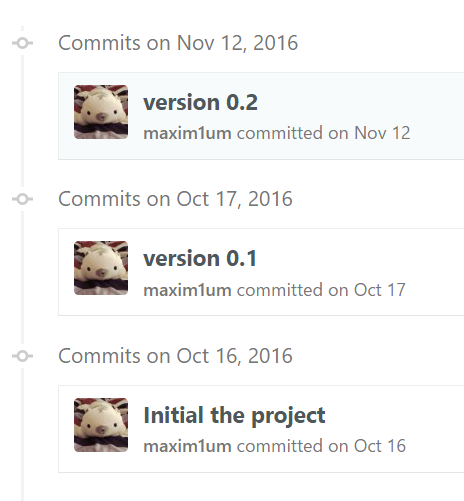 Commits on Nov 12, 2016
version 0.2
maxim1um committed on Nov 12
Commits on Oct 17, 2016
version 0.1
maxim1um committed on Oct 17
Commits on Oct 16, 2016
Initial the project
maxim1um committed on Oct 16